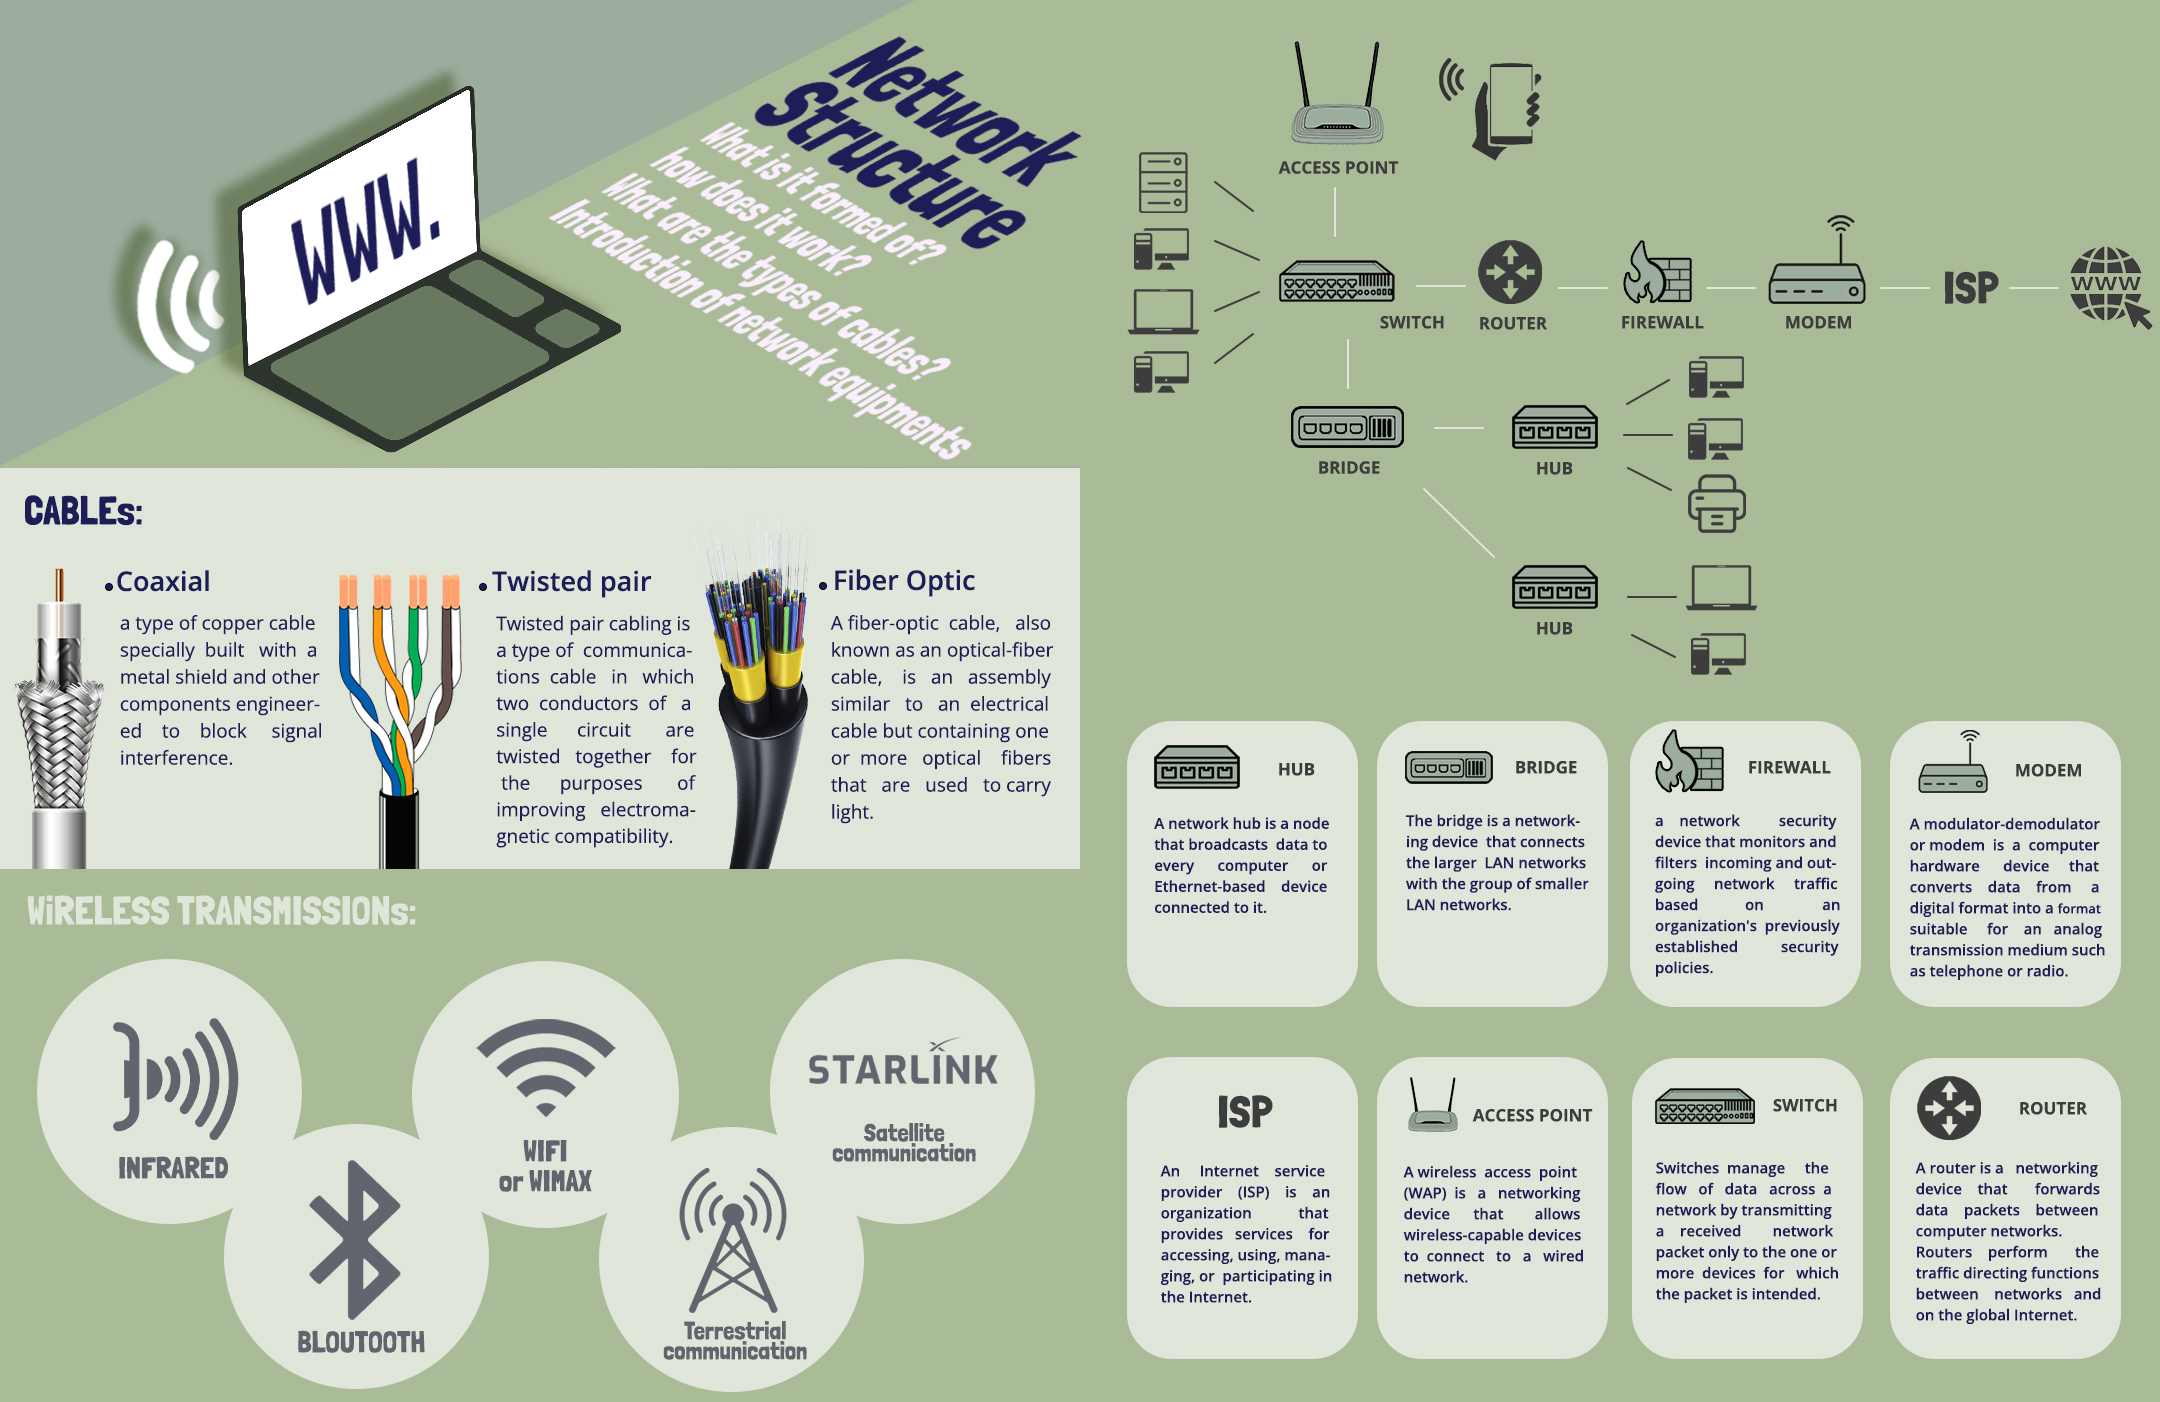 WWW.
Network
Structure
What is it formed of?
how does it work?
What are the types of cables?
Introduction of network equipments
CABLEs:
Coaxial
a type of copper cable
specially built with a
metal shield and other
components engineer-
ed to block signal
interference.
Twisted pair
Twisted pair cabling is
a type of communica-
tions cable in which
two conductors of a
single circuit are
twisted together for
the purposes of
improving electroma-
gnetic compatibility.
Fiber Optic
A fiber-optic cable, also
known as an optical-fiber
cable, is an assembly
similar to an electrical
cable but containing one
or more optical fibers
that are used to carry
light.
WiRELESS TRANSMISSIONs:
INFRARED
BLOUTOOTH
WIFI
or WIMAX
Terrestrial
communication
STARLINK
Satellite
communication
ACCESS POINT
SWITCH
ROUTER
FIREWALL
MODEM
ISP
WWW
BRIDGE
HUB
HUB
HUB
A network hub is a node
that broadcasts data to
every computer or
Ethernet-based device
connected to it.
BRIDGE
The bridge is a network-
ing device that connects
the larger LAN networks
with the group of smaller
LAN networks.
FIREWALL
a network security
device that monitors and
filters incoming and out-
going network traffic
based on an
organization's previously
established security
policies.
MODEM
A modulator-demodulator
or modem is a computer
hardware device that
converts data from a
digital format into a format
suitable for an analog
transmission medium such
as telephone or radio.
ISP
An Internet service
provider (ISP) is an
organization that
provides services for
accessing, using, mana-
ging, or participating in
the Internet.
ACCESS POINT
A wireless access point
(WAP) is a networking
device that allows
wireless-capable devices
to connect to a wired
network.
SWITCH
Switches manage the
flow of data across a
network by transmitting
a received network
packet only to the one or
more devices for which
the packet is intended.
ROUTER
A router is a networking
device that forwards
data packets between
computer networks.
Routers perform the
traffic directing functions
between networks and
on the global Internet.